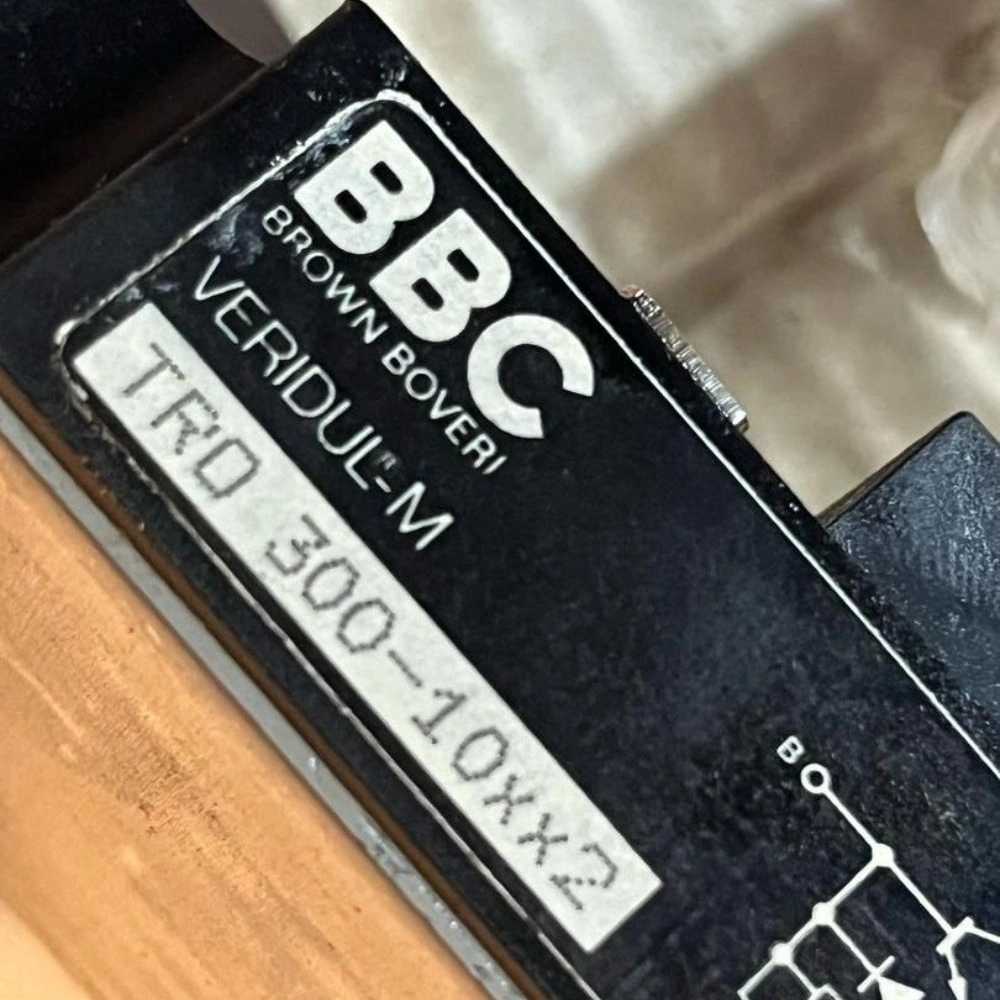 BBC
BROWN BOVERI
VERIDUL®-M
TRD 300-10xx2
B